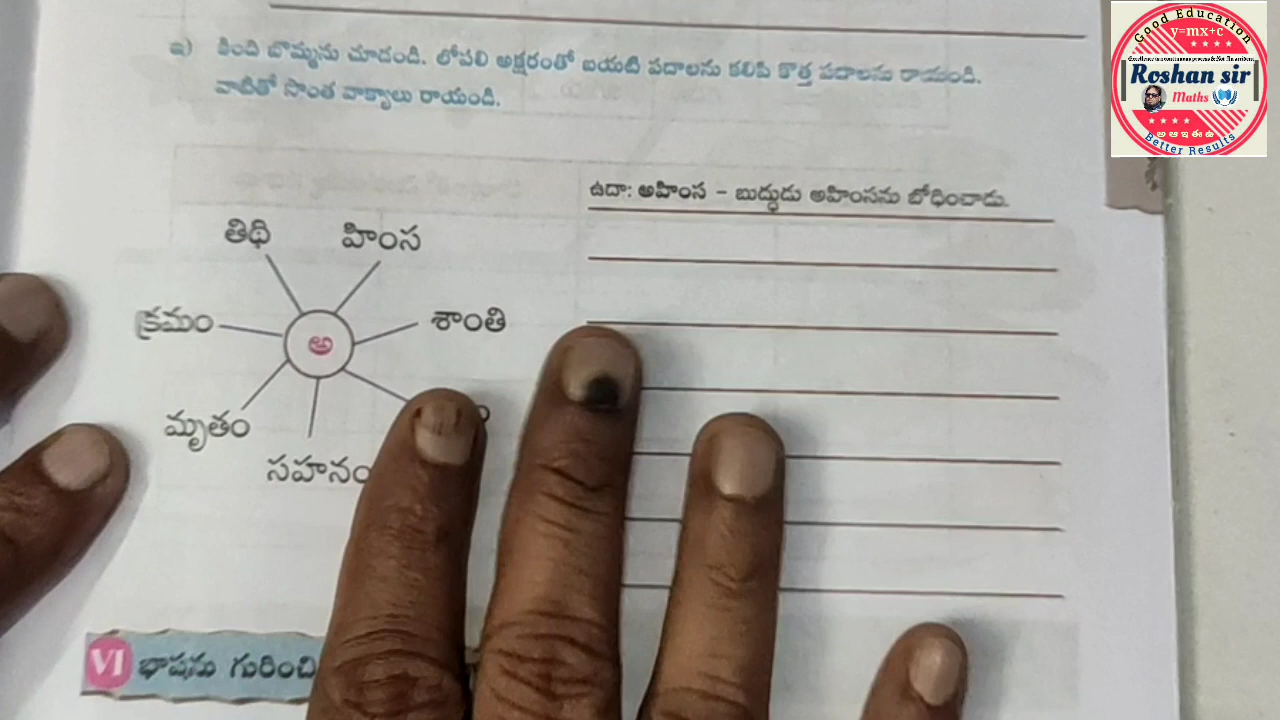 ఇ) కింది బొమ్మను చూడండి. లోపలి అక్షరంతో బయటి పదాలను కలిపి కొత్త పదాలను రాయండి.
వాటితో సొంత వాక్యాలు రాయండి.
ఉదా: అహింస - బుద్ధుడు అహింసను బోధించాడు.
తిథి
హింస
క్రమం
అ
శాంతి
మృతం
సహనం
VI భాషను గురించి
Good Education
y=mx+c
Roshan sir
Maths
అ ఆ ఇ ఈ ఉ
Better Results